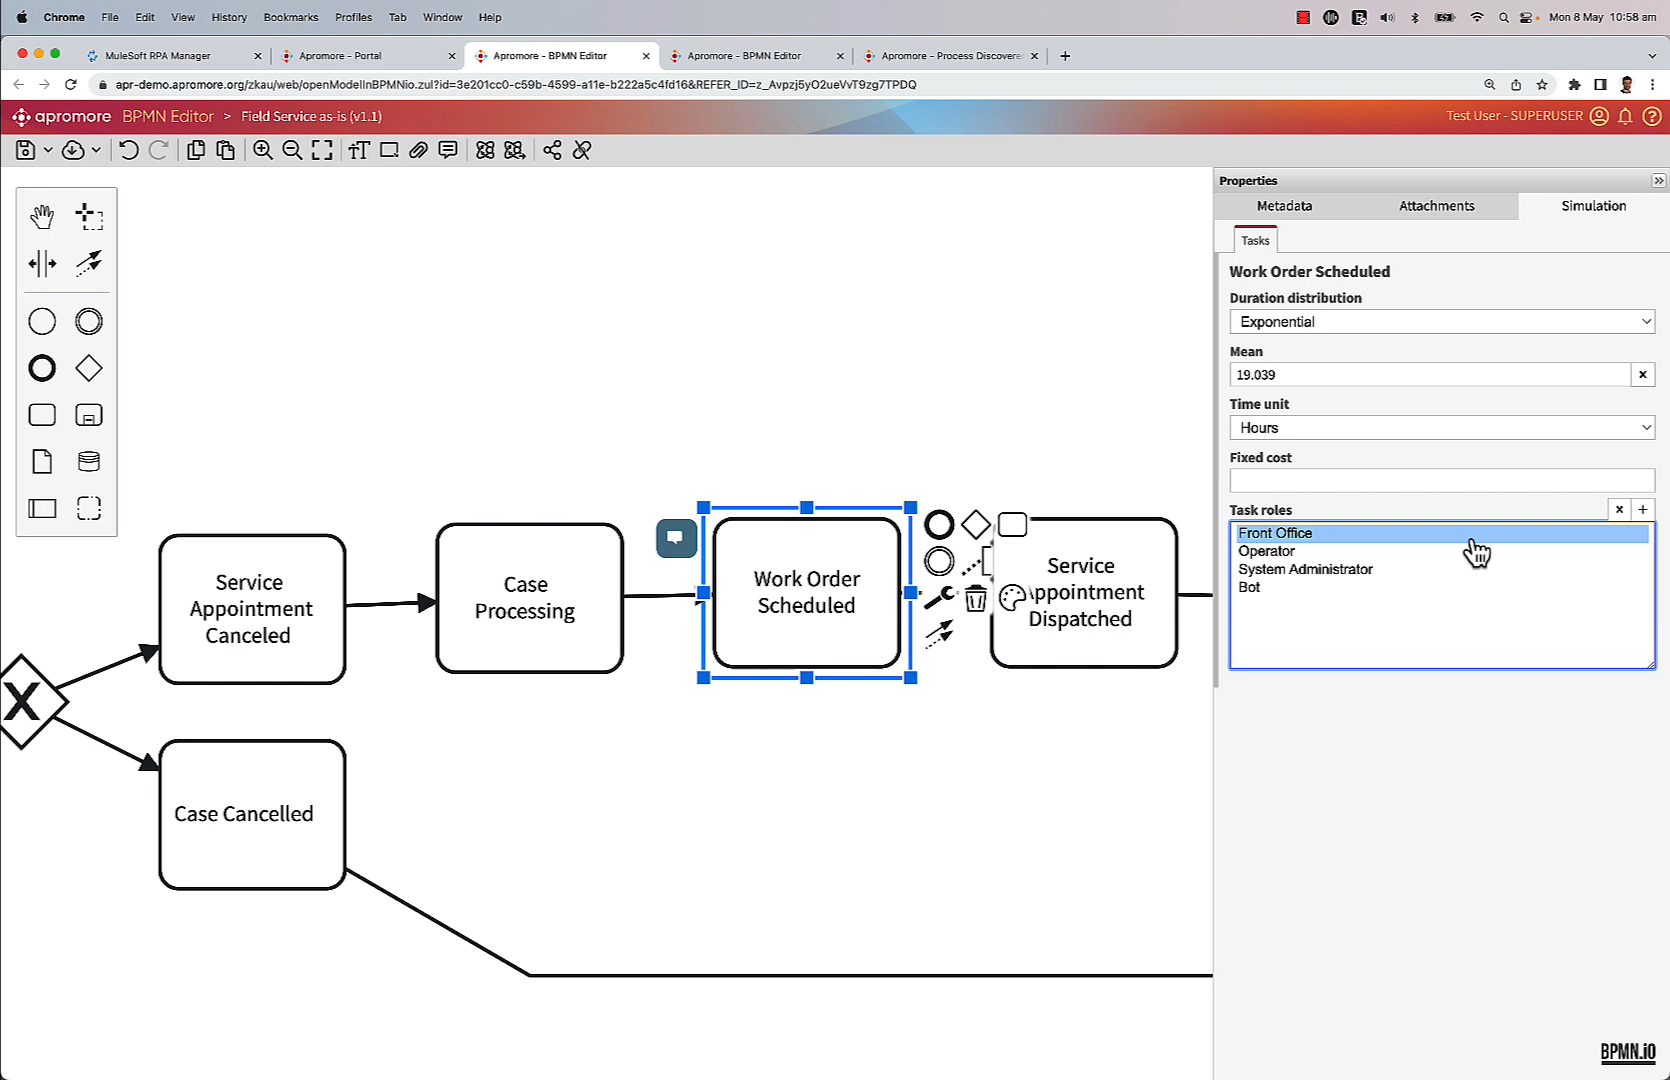 Chrome File Edit View History Bookmarks Profiles Tab Window Help Mon 8 May 10:58 am
MuleSoft RPA Manager Apromore – Portal Apromore – BPMN Editor Apromore – BPMN Editor Apromore – Process Discovere
apr-demo.apromore.org/zkau/web/openModelInBPMNio.zul?id=3e201cc0-c59b-4599-a11e-b222a5c4fd16&REFER_ID=z_Avpzj5yO2ueVvT9zg7TPDQ
apromore BPMN Editor > Field Service as-is (v1.1) Test User - SUPERUSER
Properties
Metadata Attachments Simulation
Tasks
Work Order Scheduled
Duration distribution
Exponential
Mean
19.039
Time unit
Hours
Fixed cost
Task roles
Front Office
Operator
System Administrator
Bot
Service
Appointment
Canceled
Case
Processing
Work Order
Scheduled
Service
ppointment
Dispatched
X
Case Cancelled
BPMN.iO